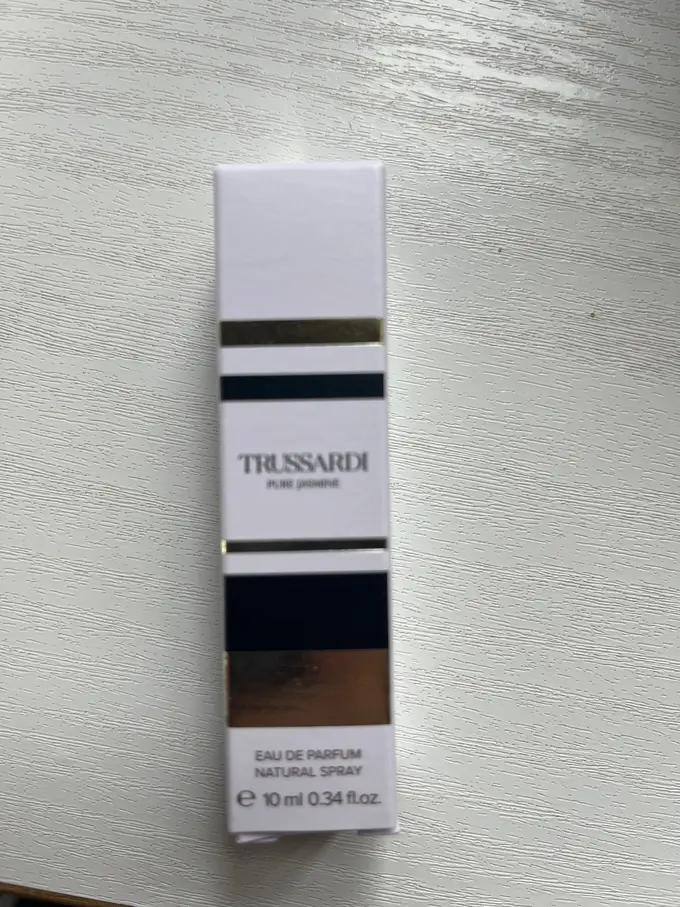 TRUSSARDI
PURE JASMINE
EAU DE PARFUM
NATURAL SPRAY
℮ 10 ml 0.34 fl.oz.